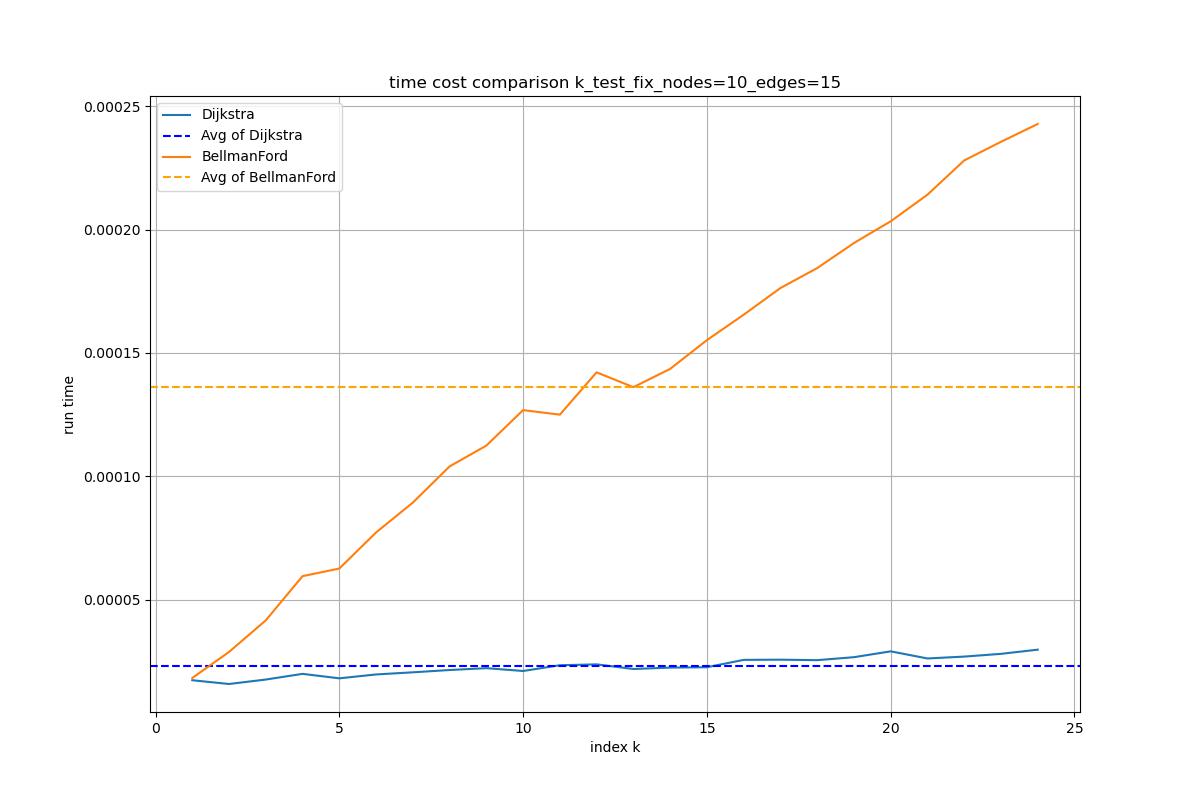 time cost comparison k_test_fix_nodes=10_edges=15
Dijkstra
Avg of Dijkstra
BellmanFord
Avg of BellmanFord
0.00025
0.00020
0.00015
0.00010
0.00005
run time
0 5 10 15 20 25
index k